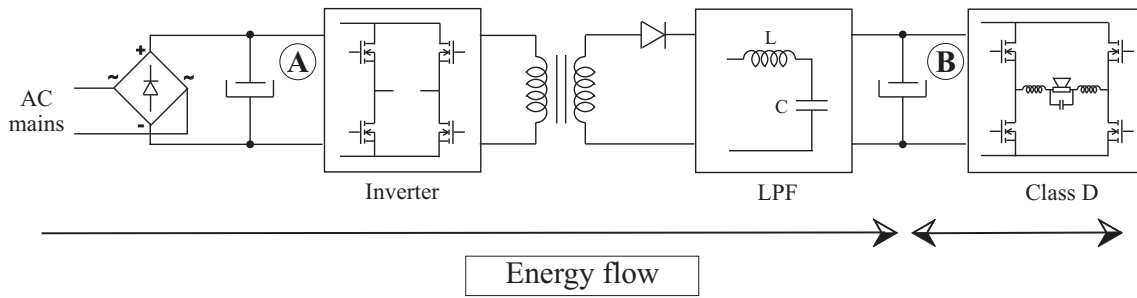 AC
mains
+
~
~
-
A
Inverter
L
C
LPF
B
Class D
Energy flow